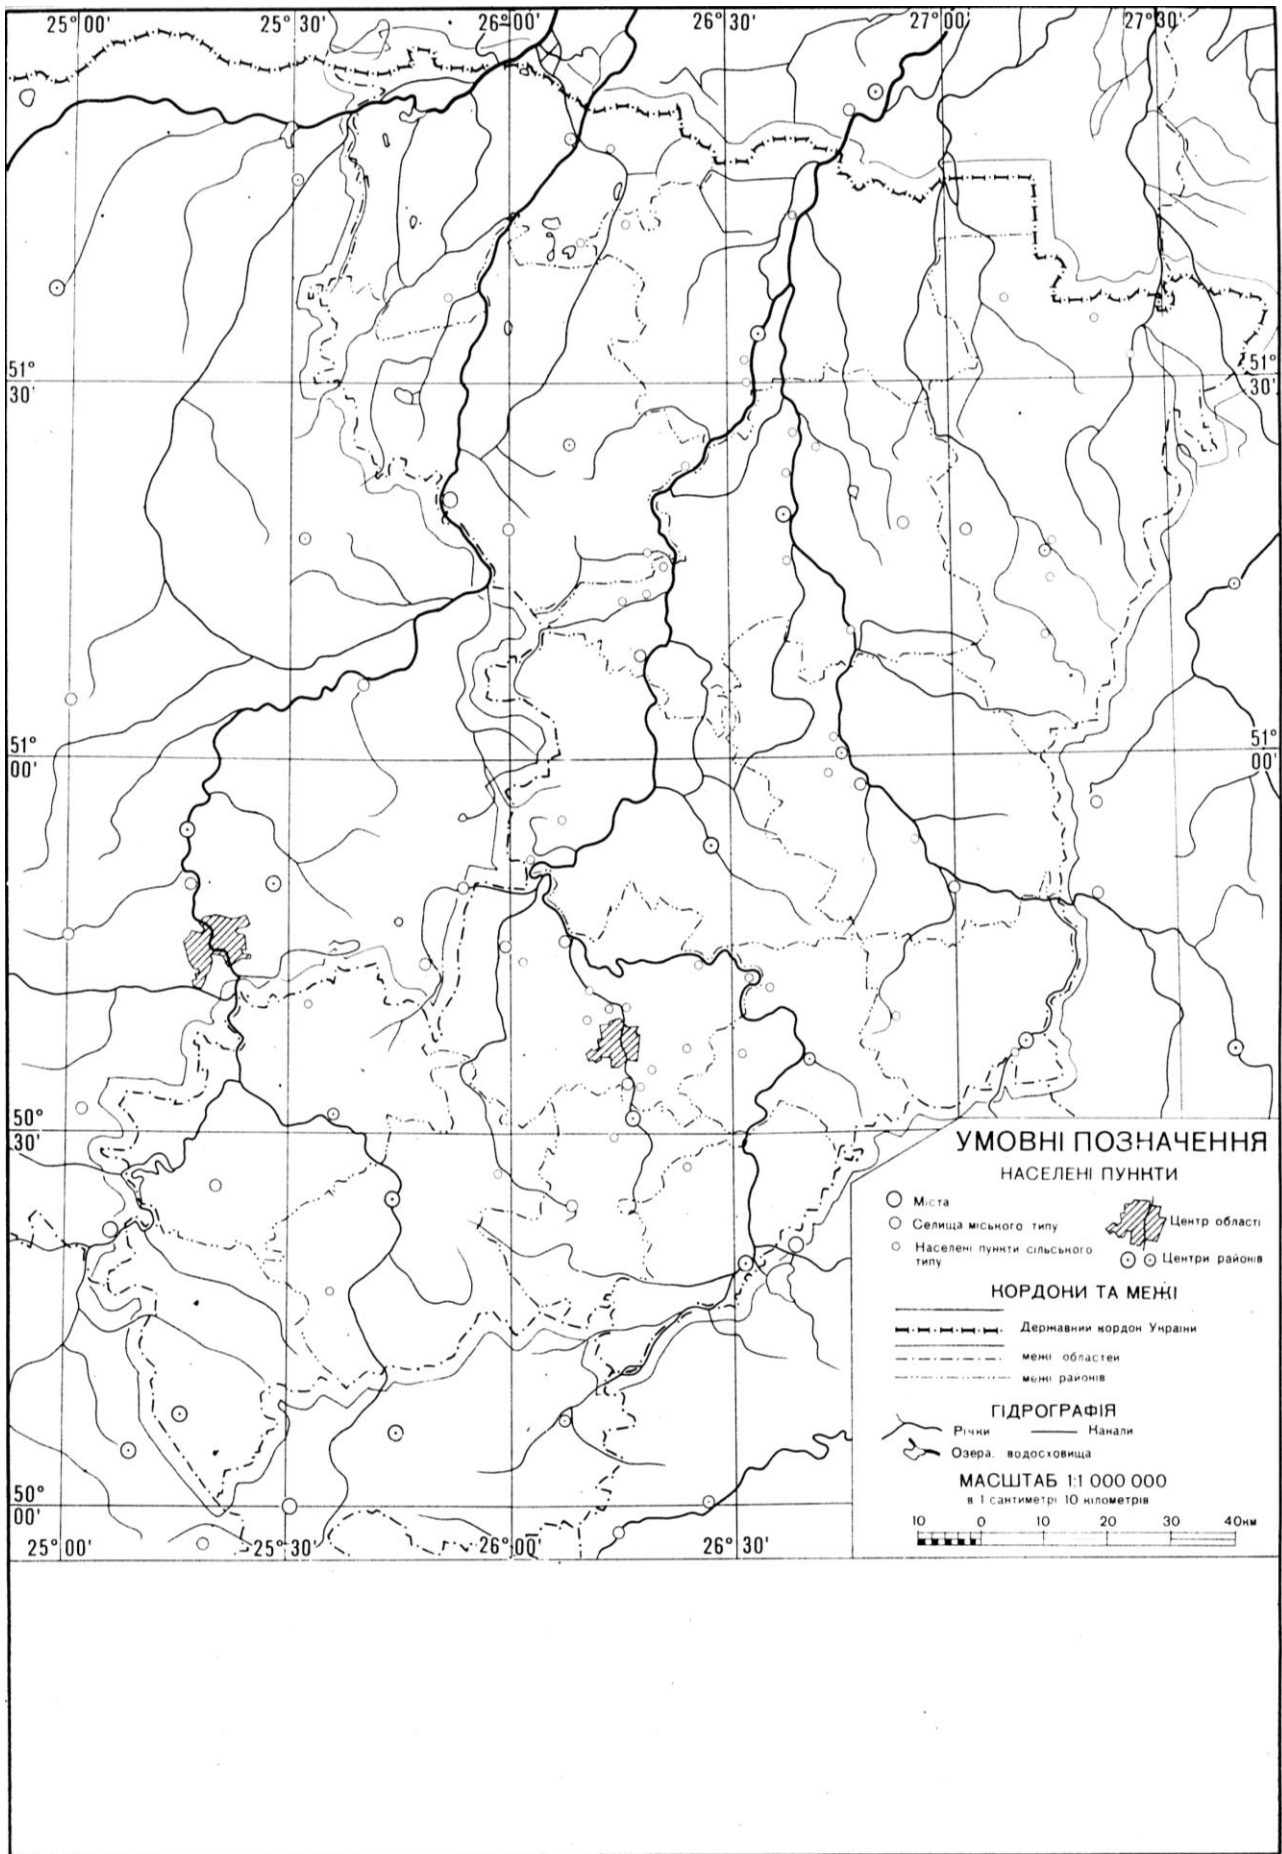 25° 00'
25° 30'
26° 00'
26° 30'
27° 00'
27° 30'
51° 30'
51° 30'
51° 00'
51° 00'
УМОВНІ ПОЗНАЧЕННЯ
НАСЕЛЕНІ ПУНКТИ
Міста
Селища міського типу
Населені пункти сільського
типу
Центр області
Центри районів
КОРДОНИ ТА МЕЖІ
Державний кордон України
межі областей
межі районів
ГІДРОГРАФІЯ
Річки
Канали
Озера, водосховища
МАСШТАБ 1:1 000 000
в 1 сантиметрі 10 кілометрів
10 0 10 20 30 40км
50° 30'
50° 00'
25° 00'
25° 30'
26° 00'
26° 30'